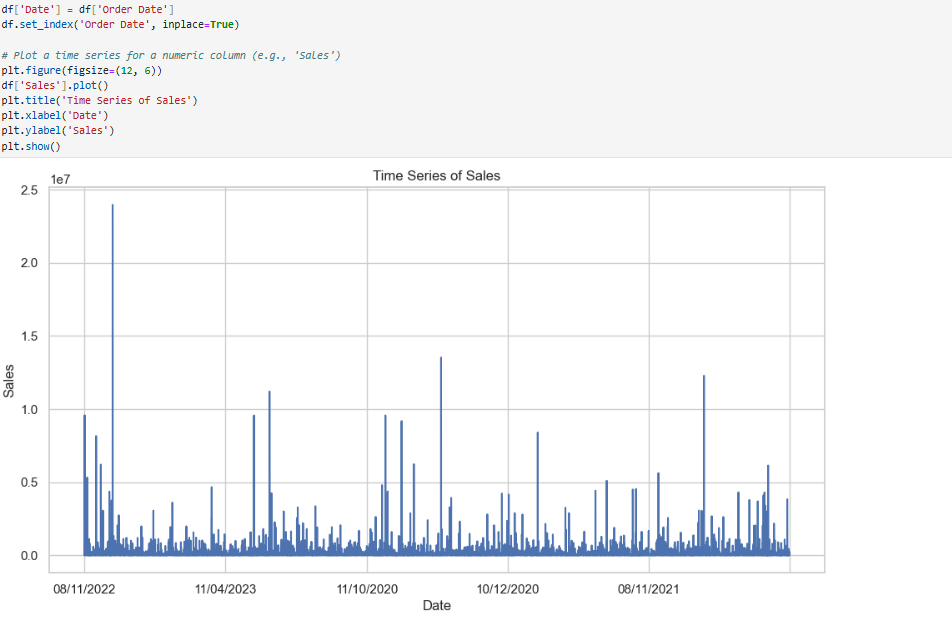 df['Date'] = df['Order Date']
df.set_index('Order Date', inplace=True)
# Plot a time series for a numeric column (e.g., 'Sales')
plt.figure(figsize=(12, 6))
df['Sales'].plot()
plt.title('Time Series of Sales')
plt.xlabel('Date')
plt.ylabel('Sales')
plt.show()
Time Series of Sales
1e7
2.5
2.0
1.5
1.0
0.5
0.0
Sales
08/11/2022 11/04/2023 11/10/2020 10/12/2020 08/11/2021
Date